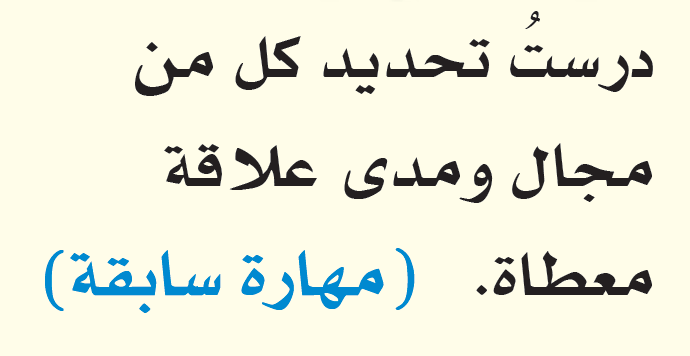 درستُ تحديد كل من
مجال ومدى علاقة
معطاة. (مهارة سابقة)